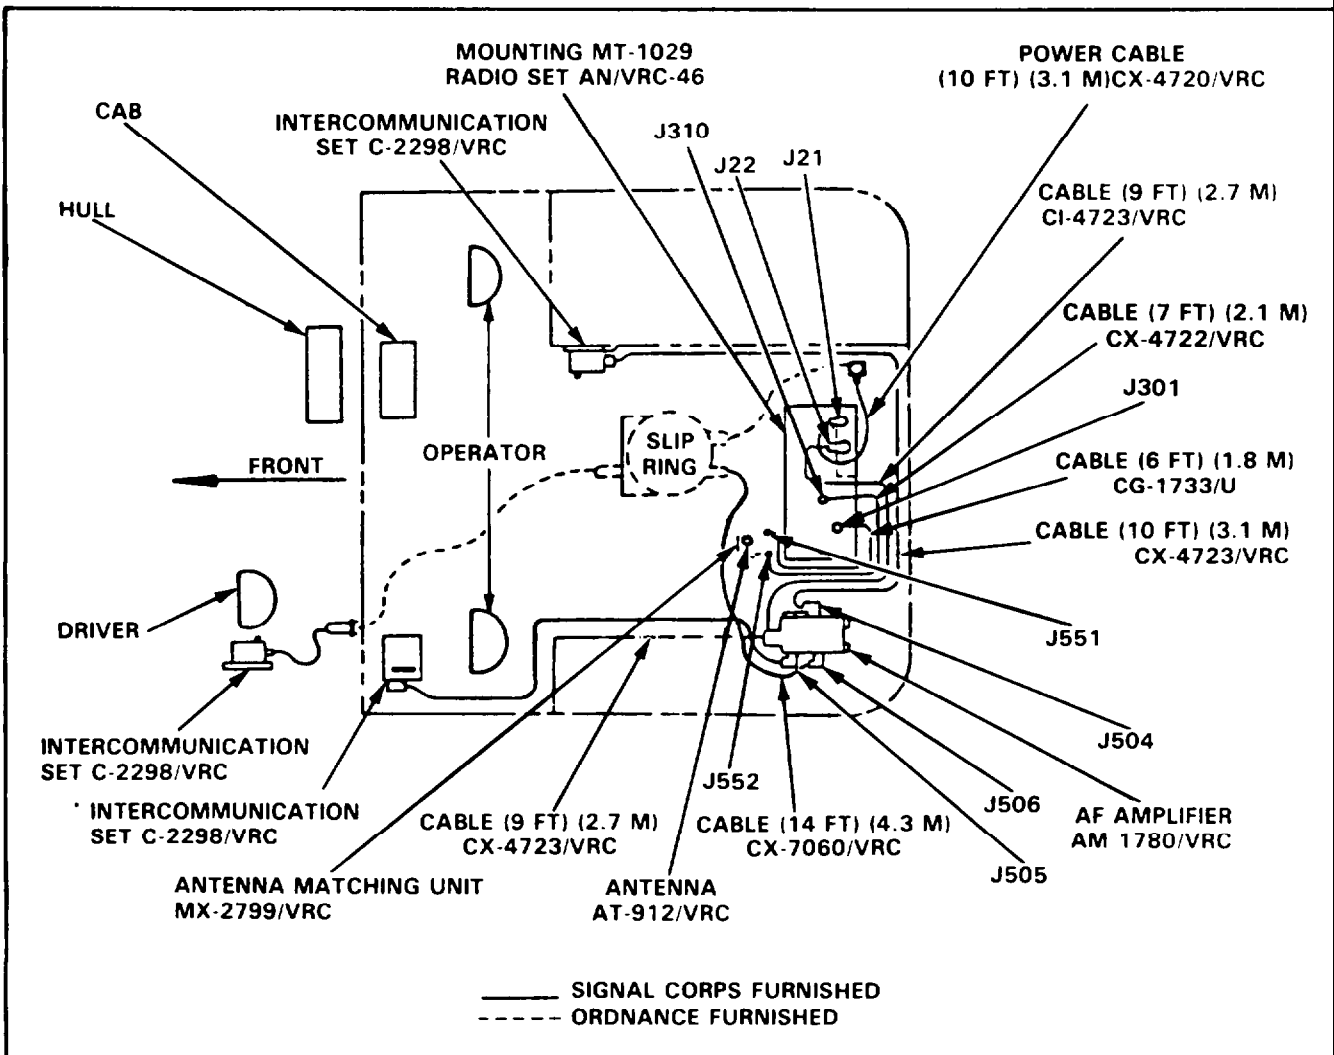 MOUNTING MT-1029
RADIO SET AN/VRC-46
POWER CABLE
(10 FT) (3.1 M)CX-4720/VRC
CAB
INTERCOMMUNICATION
SET C-2298/VRC
J310
J22
J21
CABLE (9 FT) (2.7 M)
CI-4723/VRC
HULL
CABLE (7 FT) (2.1 M)
CX-4722/VRC
J301
OPERATOR
SLIP
RING
FRONT
CABLE (6 FT) (1.8 M)
CG-1733/U
CABLE (10 FT) (3.1 M)
CX-4723/VRC
DRIVER
J551
INTERCOMMUNICATION
SET C-2298/VRC
J504
J552
INTERCOMMUNICATION
SET C-2298/VRC
CABLE (9 FT) (2.7 M)
CX-4723/VRC
CABLE (14 FT) (4.3 M)
CX-7060/VRC
J506
AF AMPLIFIER
AM 1780/VRC
J505
ANTENNA MATCHING UNIT
MX-2799/VRC
ANTENNA
AT-912/VRC
SIGNAL CORPS FURNISHED
ORDNANCE FURNISHED